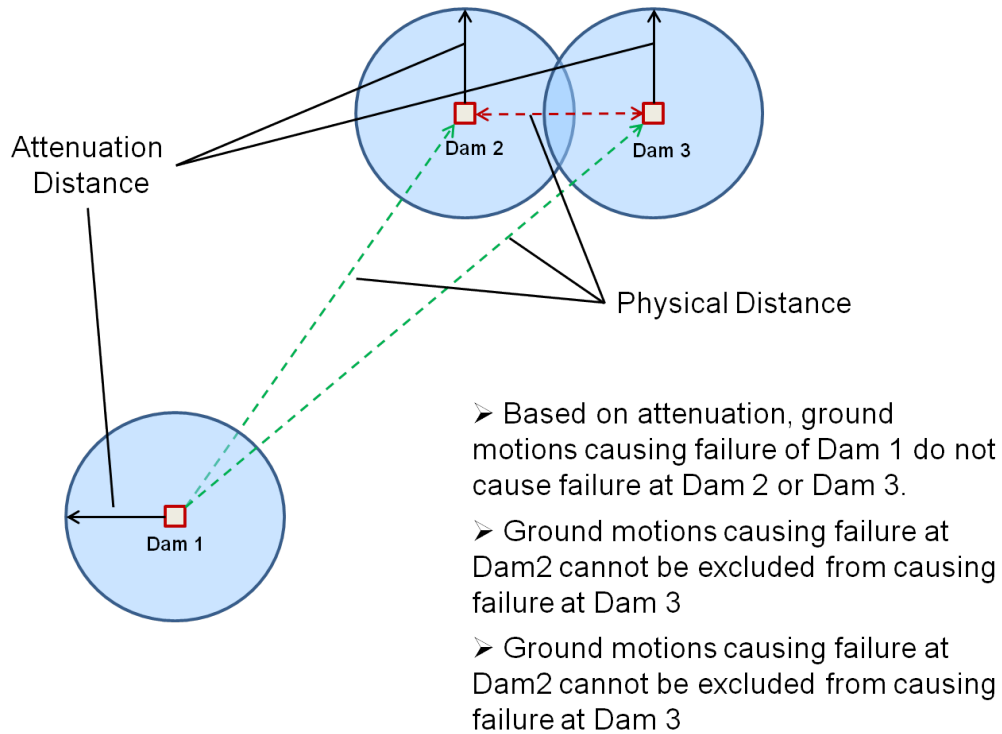 Dam 2
Dam 3
Attenuation
Distance
Physical Distance
Dam 1
➢ Based on attenuation, ground
motions causing failure of Dam 1 do not
cause failure at Dam 2 or Dam 3.
➢ Ground motions causing failure at
Dam2 cannot be excluded from causing
failure at Dam 3
➢ Ground motions causing failure at
Dam2 cannot be excluded from causing
failure at Dam 3